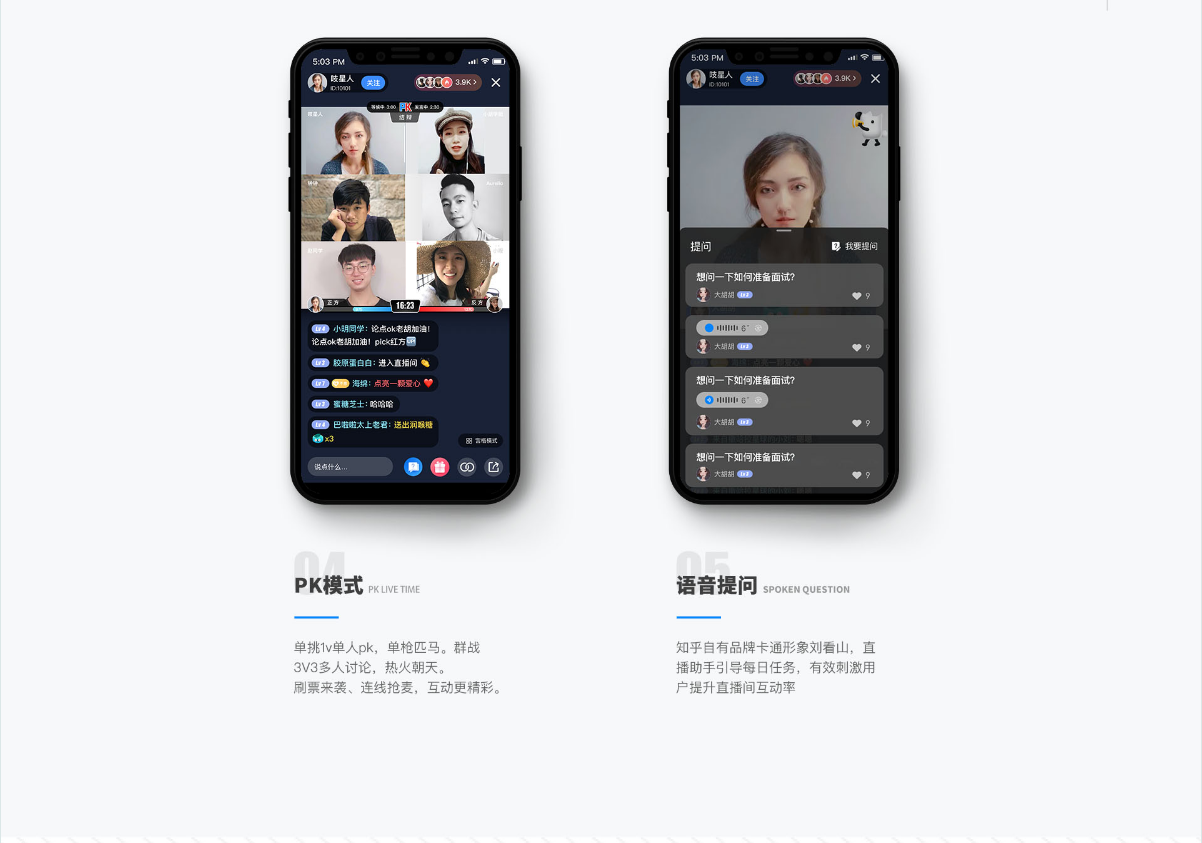 5:03 PM
吱星人
ID:10101
关注
3.9K
PK
16:23
正方
反方
Lv 4 小玥同学：论点ok老胡加油！
论点ok老胡加油！pick红方
Lv 3 胶原蛋白白：进入直播间
Lv 7 海绵：点亮一颗爱心
Lv 3 蜜糖芝士：哈哈哈
Lv 4 巴啦啦太上老君：送出润喉糖
x3
宫格模式
说点什么...
04
PK模式 PK LIVE TIME
单挑1v单人pk，单枪匹马。群战
3V3多人讨论，热火朝天。
刷票来袭、连线抢麦，互动更精彩。
5:03 PM
吱星人
ID:10101
关注
3.9K
提问
我要提问
想问一下如何准备面试?
大胡胡 Lv 3
9
6"
大胡胡 Lv 3
9
想问一下如何准备面试?
6"
大胡胡 Lv 3
9
想问一下如何准备面试?
大胡胡 Lv 3
9
05
语音提问 SPOKEN QUESTION
知乎自有品牌卡通形象刘看山，直
播助手引导每日任务，有效刺激用
户提升直播间互动率